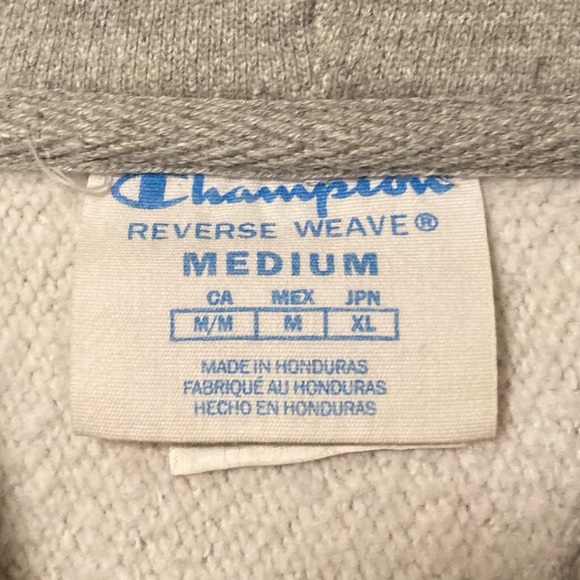 Champion
REVERSE WEAVE®
MEDIUM
CA MEX JPN
M/M M XL
MADE IN HONDURAS
FABRIQUÉ AU HONDURAS
HECHO EN HONDURAS